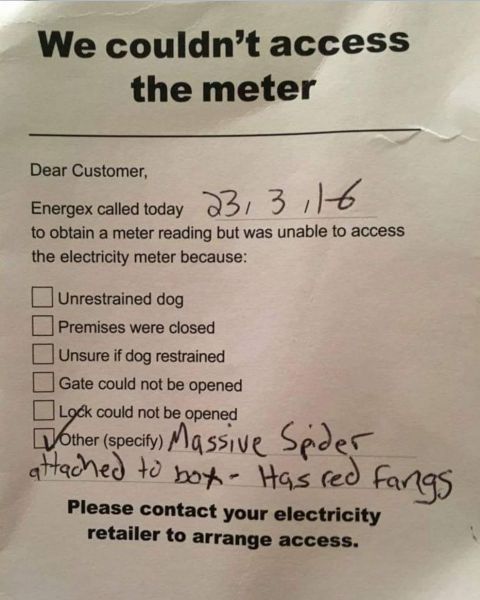 We couldn't access
the meter
Dear Customer,
Energex called today 23, 3, 16
to obtain a meter reading but was unable to access
the electricity meter because:
Unrestrained dog
Premises were closed
Unsure if dog restrained
Gate could not be opened
Lock could not be opened
Other (specify) Massive Spider
attached to box - Has red fangs
Please contact your electricity
retailer to arrange access.